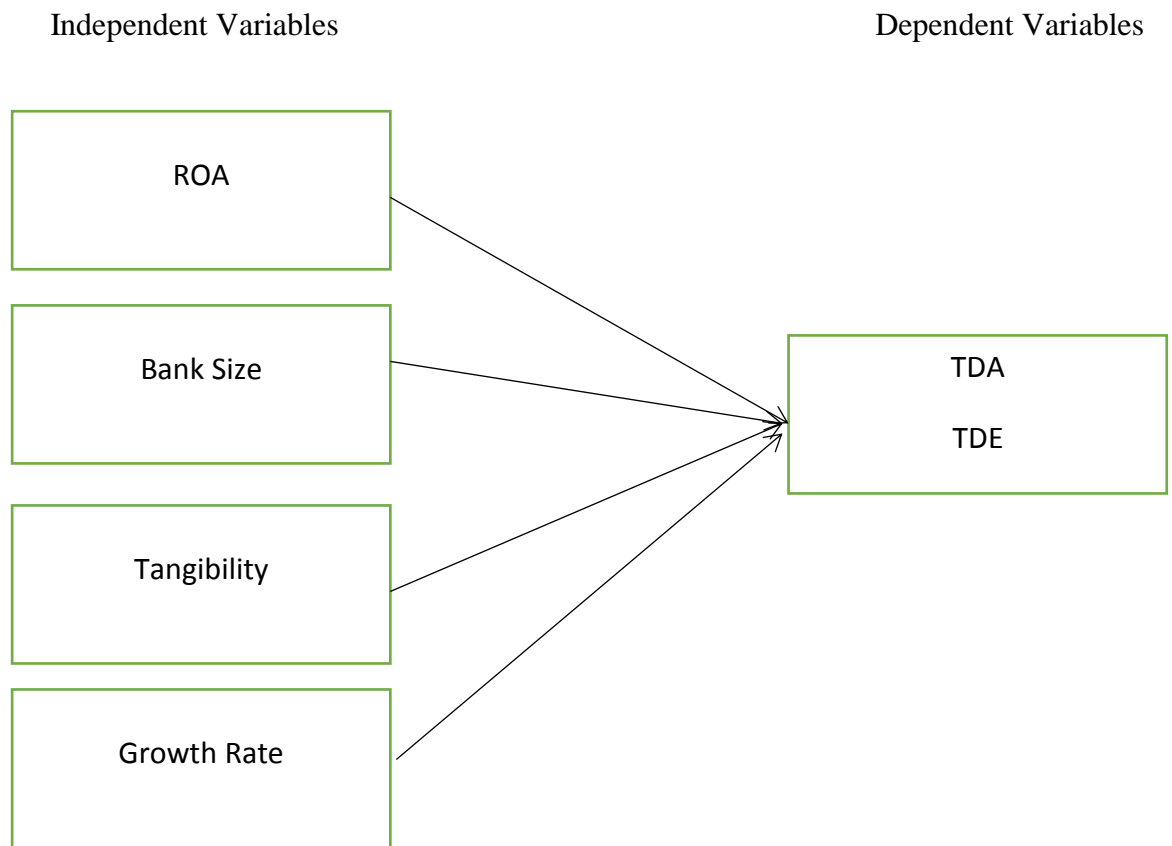 Independent Variables
Dependent Variables
ROA
Bank Size
Tangibility
Growth Rate
TDA
TDE